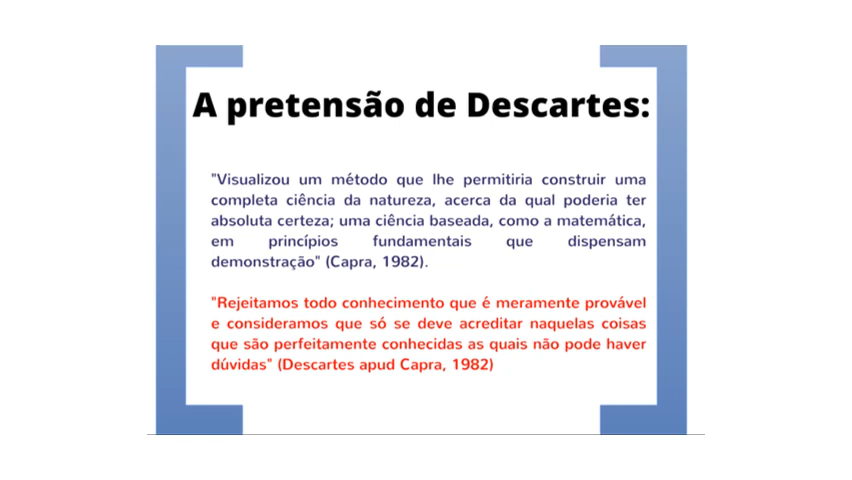 A pretensão de Descartes:
"Visualizou um método que lhe permitiria construir uma
completa ciência da natureza, acerca da qual poderia ter
absoluta certeza; uma ciência baseada, como a matemática,
em princípios fundamentais que dispensam
demonstração" (Capra, 1982).
"Rejeitamos todo conhecimento que é meramente provável
e consideramos que só se deve acreditar naquelas coisas
que são perfeitamente conhecidas as quais não pode haver
dúvidas" (Descartes apud Capra, 1982)